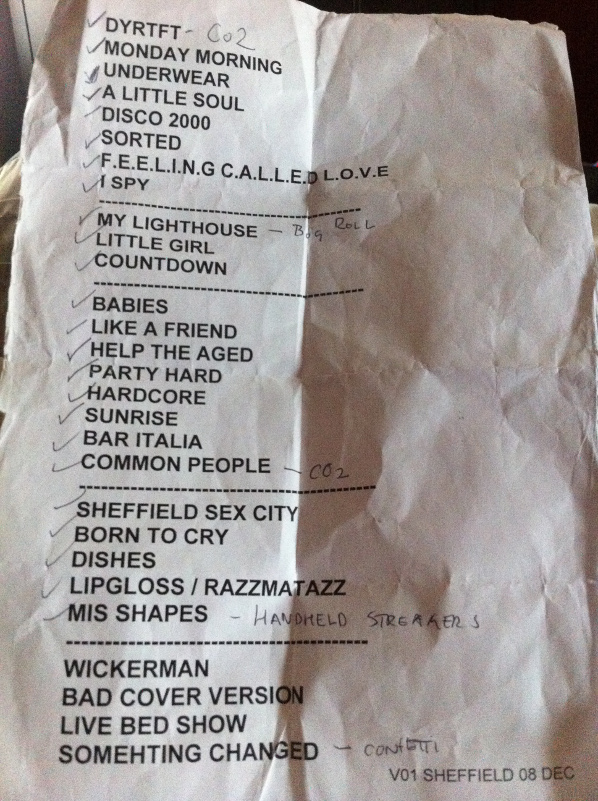 DYRTFT - CO2
MONDAY MORNING
UNDERWEAR
A LITTLE SOUL
DISCO 2000
SORTED
F.E.E.L.I.N.G C.A.L.L.E.D L.O.V.E
I SPY
MY LIGHTHOUSE - BOG ROLL
LITTLE GIRL
COUNTDOWN
BABIES
LIKE A FRIEND
HELP THE AGED
PARTY HARD
HARDCORE
SUNRISE
BAR ITALIA
COMMON PEOPLE - CO2
SHEFFIELD SEX CITY
BORN TO CRY
DISHES
LIPGLOSS / RAZZMATAZZ
MIS SHAPES - HANDHELD STREAMERS
WICKERMAN
BAD COVER VERSION
LIVE BED SHOW
SOMEHTING CHANGED - CONFETTI
V01 SHEFFIELD 08 DEC